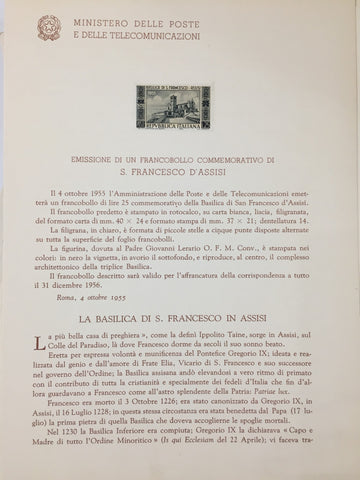 MINISTERO DELLE POSTE
E DELLE TELECOMUNICAZIONI
BASILICA DI S. FRANCESCO - ASSISI
REPVBBLICA ITALIANA
EMISSIONE DI UN FRANCOBOLLO COMMEMORATIVO DI
S. FRANCESCO D'ASSISI
Il 4 ottobre 1955 l'Amministrazione delle Poste e delle Telecomunicazioni emet-
terà un francobollo da lire 25 commemorativo della Basilica di San Francesco d'Assisi.
Il francobollo predetto è stampato in rotocalco, su carta bianca, liscia, filigranata,
del formato carta di mm. 40 × 24 e formato stampa di mm. 37 × 21; dentellatura 14.
La filigrana, in chiaro, è formata di piccole stelle a cinque punte disposte alternate
su tutta la superficie del foglio francobolli.
La figurina, dovuta al Padre Giovanni Lerario O. F. M. Conv., è stampata nei
colori: in nero la vignetta, in avorio il sottofondo, e riproduce, al centro, il complesso
architettonico della triplice Basilica.
Il francobollo descritto sarà valido per l'affrancatura della corrispondenza a tutto
il 31 dicembre 1956.
Roma, 4 ottobre 1955
LA BASILICA DI S. FRANCESCO IN ASSISI
La più bella « casa di preghiera », come la definì Ippolito Taine, sorge in Assisi, sul
Colle del Paradiso, là dove Francesco dorme da secoli il suo sonno beato.
Eretta per espressa volontà e munificenza del Pontefice Gregorio IX; ideata e rea-
lizzata dal genio e dall'amore di Frate Elia, Vicario di S. Francesco e suo successore
nel governo dell'Ordine; la Basilica assisana andò elevandosi a vero ritmo di primato
con il contributo di tutta la cristianità e specialmente dei fedeli d'Italia che fin d'al-
lora guardavano a Francesco come all'astro splendente della Patria: Patriae lux.
Francesco era morto il 3 Ottobre 1226; era stato canonizzato da Gregorio IX, in
Assisi, il 16 Luglio 1228; in questa stessa circostanza era stata benedetta dal Papa (17 lu-
glio) la prima pietra di quella Basilica che doveva accoglierne le spoglie mortali.
Nel 1230 la Basilica Inferiore era compiuta; Gregorio IX la dichiarava « Capo e
Madre di tutto l'Ordine Minoritico » (Is qui Ecclesiam del 22 Aprile); vi faceva tra-